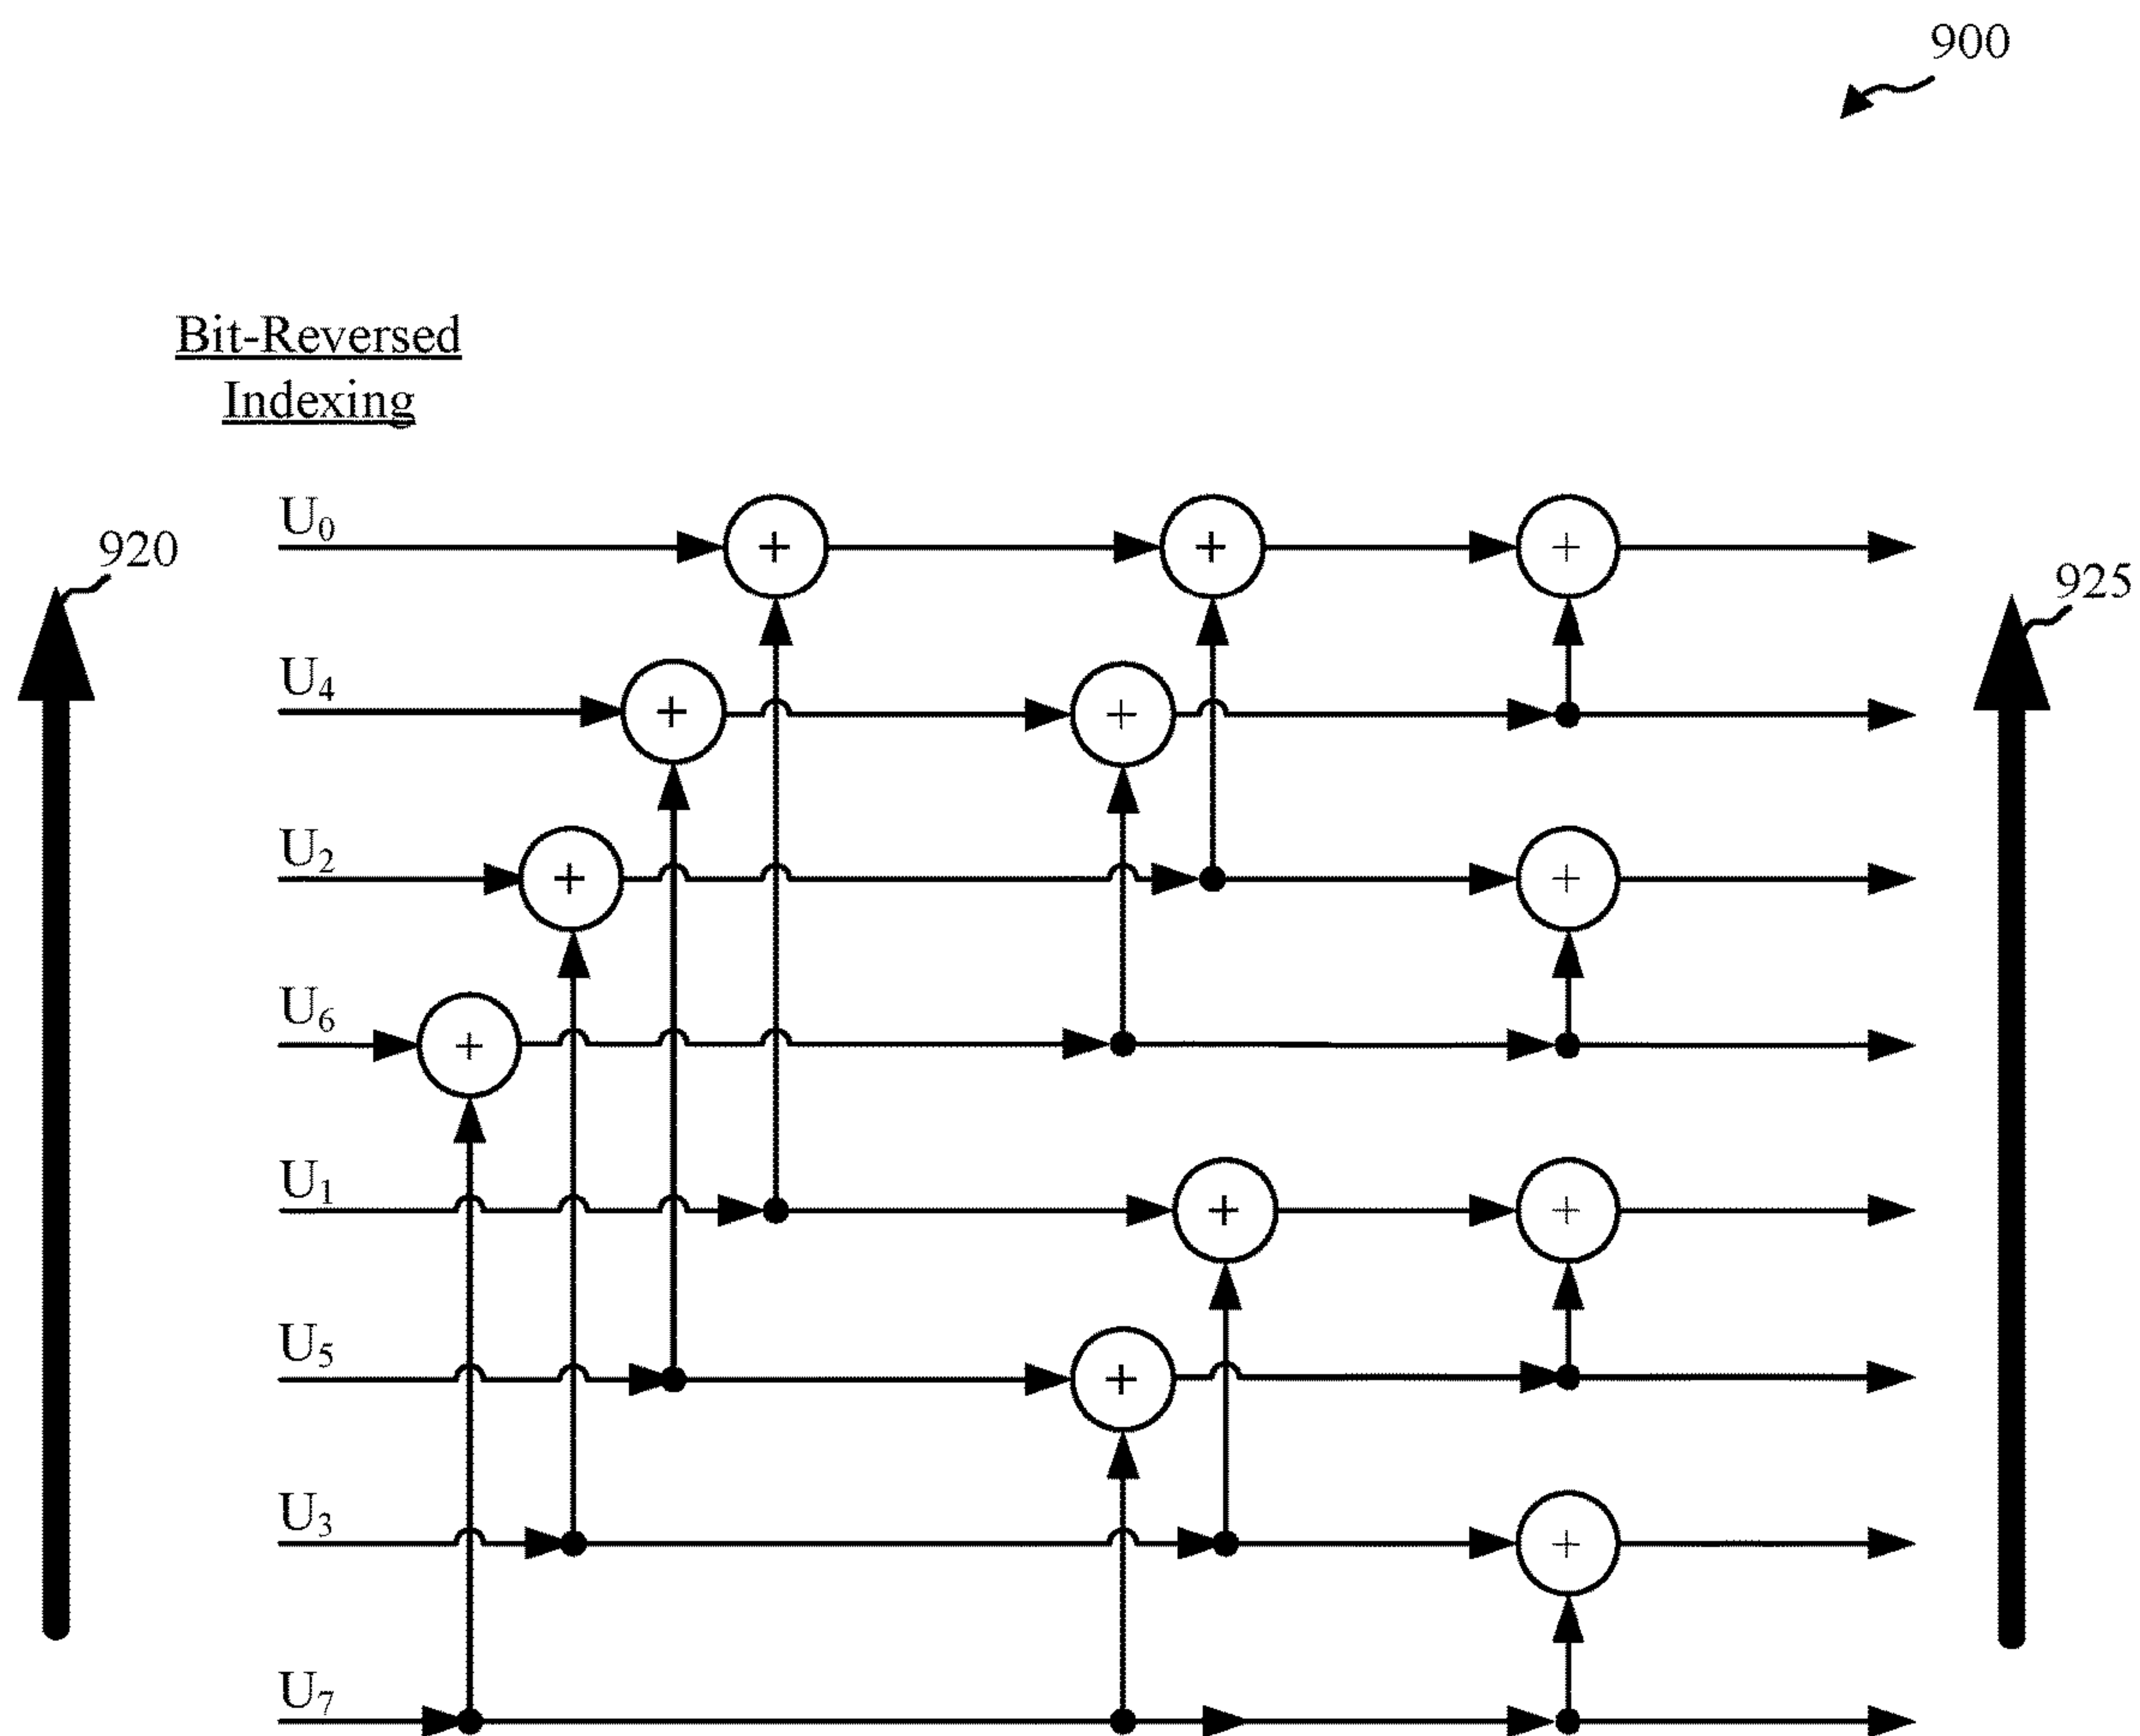 900
Bit-Reversed
Indexing
U0
920
925
U4
U2
U6
U1
U5
U3
U7
+
+
+
+
+
+
+
+
+
+
+
+